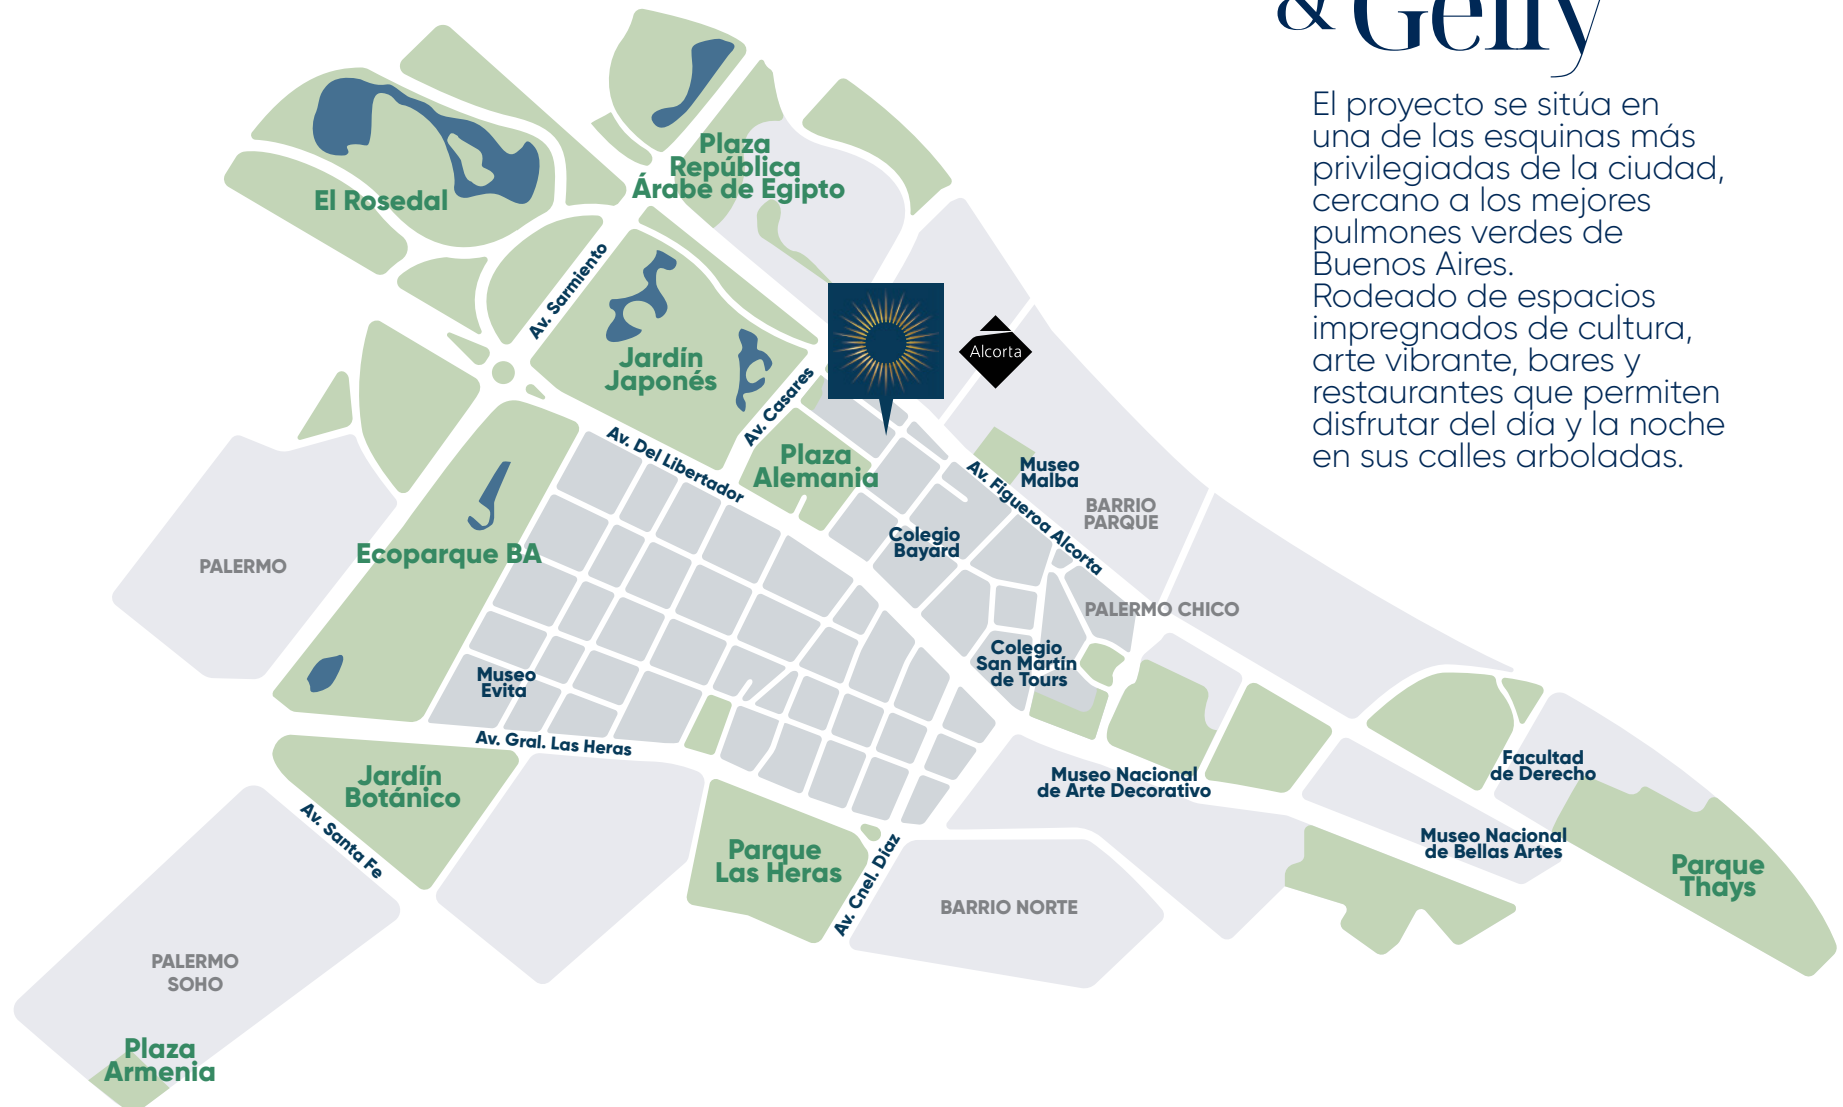 & Gelly
El proyecto se sitúa en
una de las esquinas más
privilegiadas de la ciudad,
cercano a los mejores
pulmones verdes de
Buenos Aires.
Rodeado de espacios
impregnados de cultura,
arte vibrante, bares y
restaurantes que permiten
disfrutar del día y la noche
en sus calles arboladas.
Plaza
República
Árabe de Egipto
El Rosedal
Av. Sarmiento
Jardín
Japonés
Alcorta
Av. Casares
Av. Del Libertador
Plaza
Alemania
Museo
Malba
Av. Figueroa Alcorta
BARRIO
PARQUE
Colegio
Bayard
PALERMO
Ecoparque BA
PALERMO CHICO
Colegio
San Martín
de Tours
Museo
Evita
Av. Gral. Las Heras
Jardín
Botánico
Museo Nacional
de Arte Decorativo
Facultad
de Derecho
Av. Santa Fe
Parque
Las Heras
Av. Cnel. Díaz
Museo Nacional
de Bellas Artes
Parque
Thays
BARRIO NORTE
PALERMO
SOHO
Plaza
Armenia